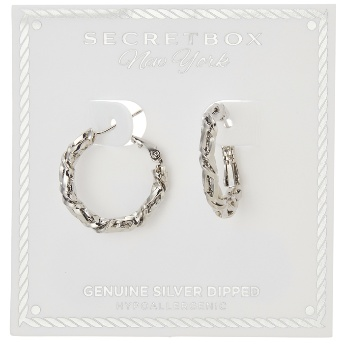 SECRETBOX
New York
GENUINE SILVER DIPPED
HYPOALLERGENIC